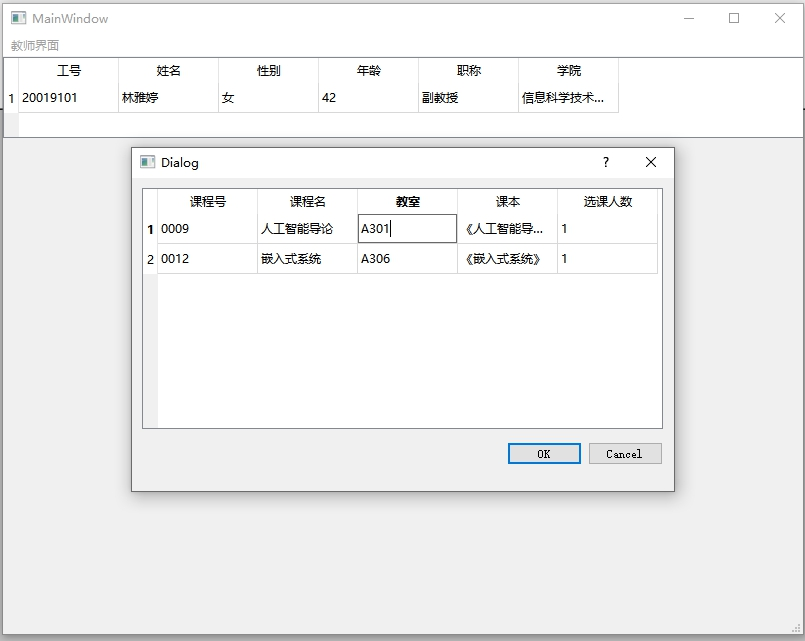 MainWindow
教师界面
工号 姓名 性别 年龄 职称 学院
1 20019101 林雅婷 女 42 副教授 信息科学技术...
Dialog ?
课程号 课程名 教室 课本 选课人数
1 0009 人工智能导论 A301 《人工智能导... 1
2 0012 嵌入式系统 A306 《嵌入式系统》 1
OK Cancel